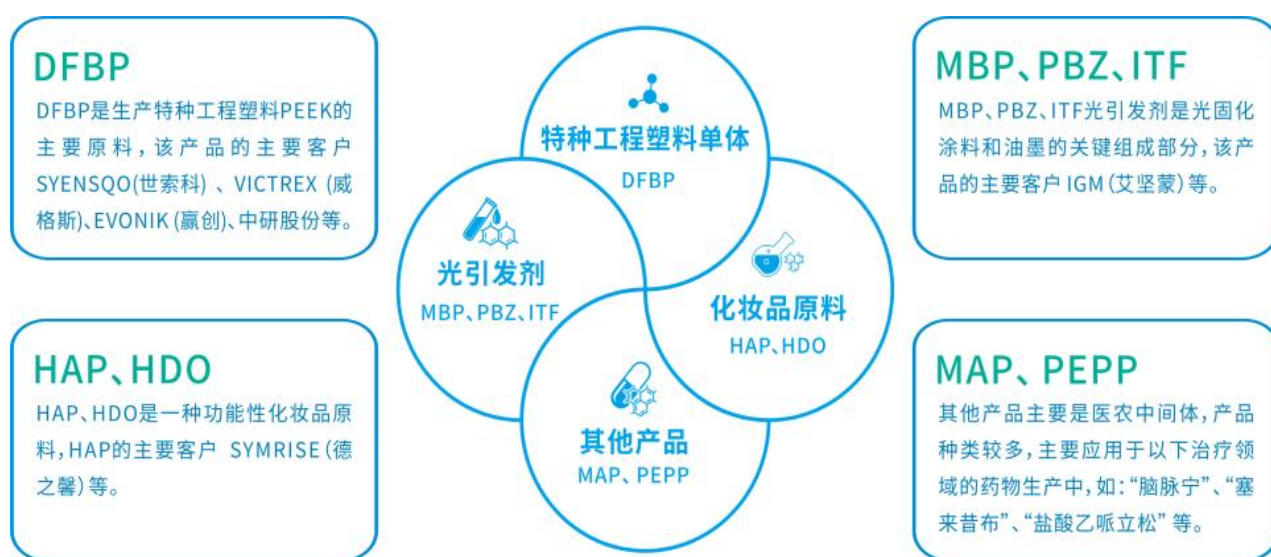 DFBP
DFBP是生产特种工程塑料PEEK的
主要原料，该产品的主要客户
SYENSQO(世索科) 、VICTREX (威
格斯)、EVONIK (赢创)、中研股份等。
MBP、PBZ、ITF
MBP、PBZ、ITF光引发剂是光固化
涂料和油墨的关键组成部分，该产
品的主要客户 IGM (艾坚蒙) 等。
特种工程塑料单体
DFBP
光引发剂
MBP、PBZ、ITF
化妆品原料
HAP、HDO
其他产品
MAP、PEPP
HAP、HDO
HAP、HDO是一种功能性化妆品原
料，HAP的主要客户 SYMRISE (德
之馨) 等。
MAP、PEPP
其他产品主要是医农中间体，产品
种类较多，主要应用于以下治疗领
域的药物生产中，如：“脑脉宁”、“塞
来昔布”、“盐酸乙哌立松” 等。